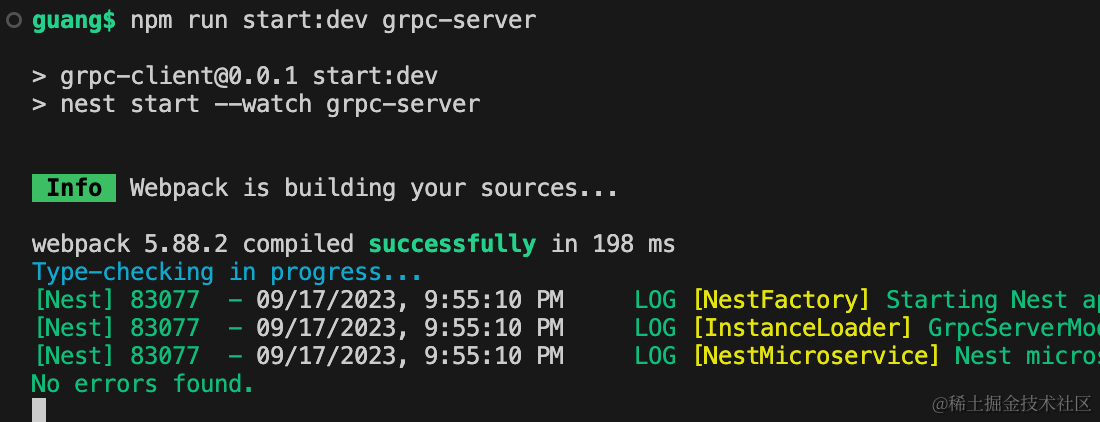 guang$ npm run start:dev grpc-server
> grpc-client@0.0.1 start:dev
> nest start --watch grpc-server
Info Webpack is building your sources...
webpack 5.88.2 compiled successfully in 198 ms
Type-checking in progress...
[Nest] 83077  - 09/17/2023, 9:55:10 PM     LOG [NestFactory] Starting Nest ap
[Nest] 83077  - 09/17/2023, 9:55:10 PM     LOG [InstanceLoader] GrpcServerMo
[Nest] 83077  - 09/17/2023, 9:55:10 PM     LOG [NestMicroservice] Nest micros
No errors found.
@稀土掘金技术社区